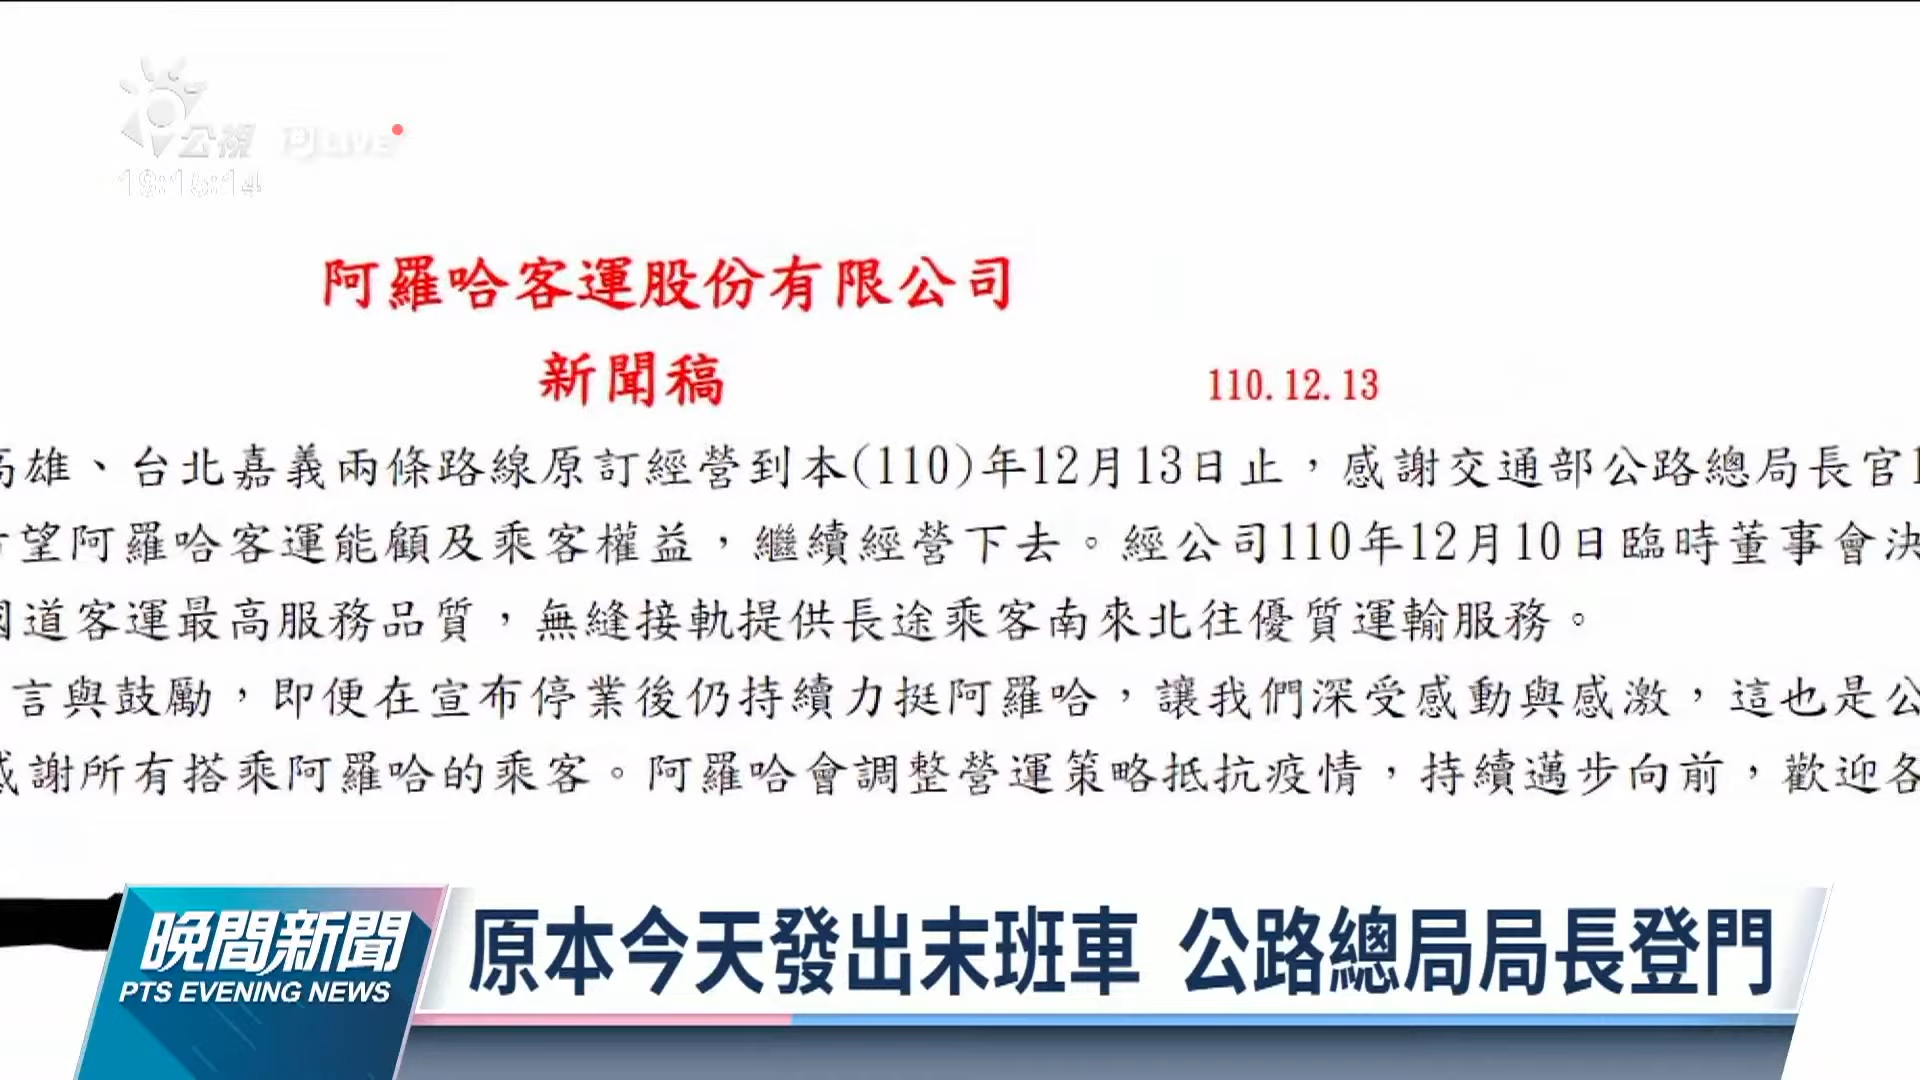 公視 LIVE
19:15:14
阿羅哈客運股份有限公司
新聞稿
110.12.13
高雄、台北嘉義兩條路線原訂經營到本(110)年12月13日止，感謝交通部公路總局長官
望阿羅哈客運能顧及乘客權益，繼續經營下去。經公司110年12月10日臨時董事會決
國道客運最高服務品質，無縫接軌提供長途乘客南來北往優質運輸服務。
言與鼓勵，即便在宣布停業後仍持續力挺阿羅哈，讓我們深受感動與感激，這也是公
感謝所有搭乘阿羅哈的乘客。阿羅哈會調整營運策略抵抗疫情，持續邁步向前，歡迎各
晚間新聞
PTS EVENING NEWS
原本今天發出末班車 公路總局局長登門